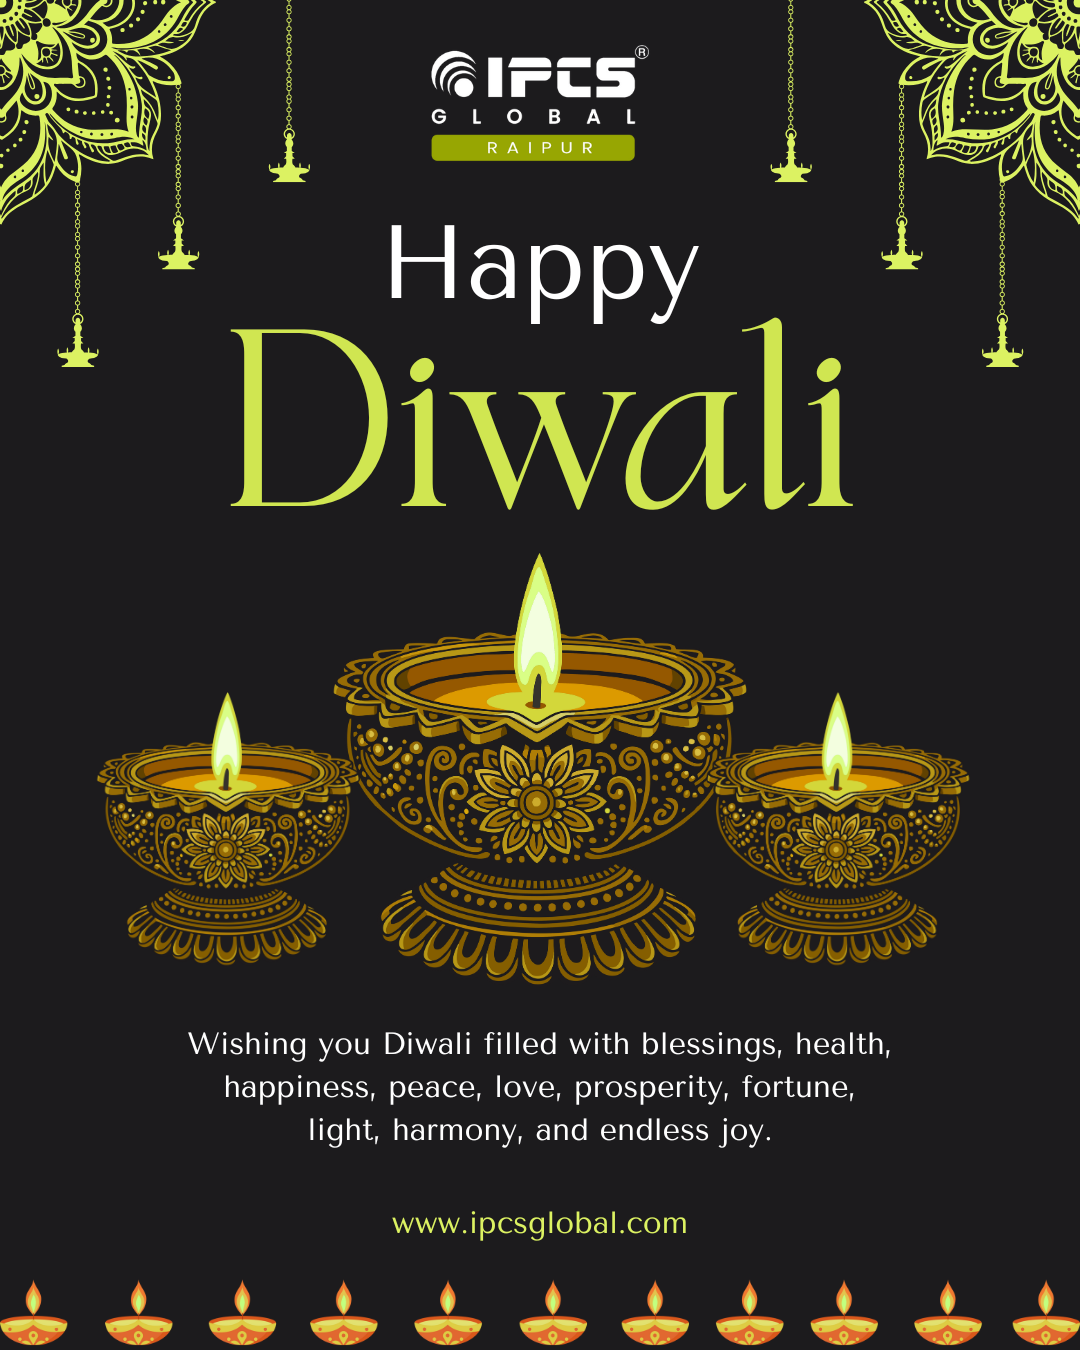 IPCS®
GLOBAL
RAIPUR
Happy
Diwali
Wishing you Diwali filled with blessings, health,
happiness, peace, love, prosperity, fortune,
light, harmony, and endless joy.
www.ipcsglobal.com